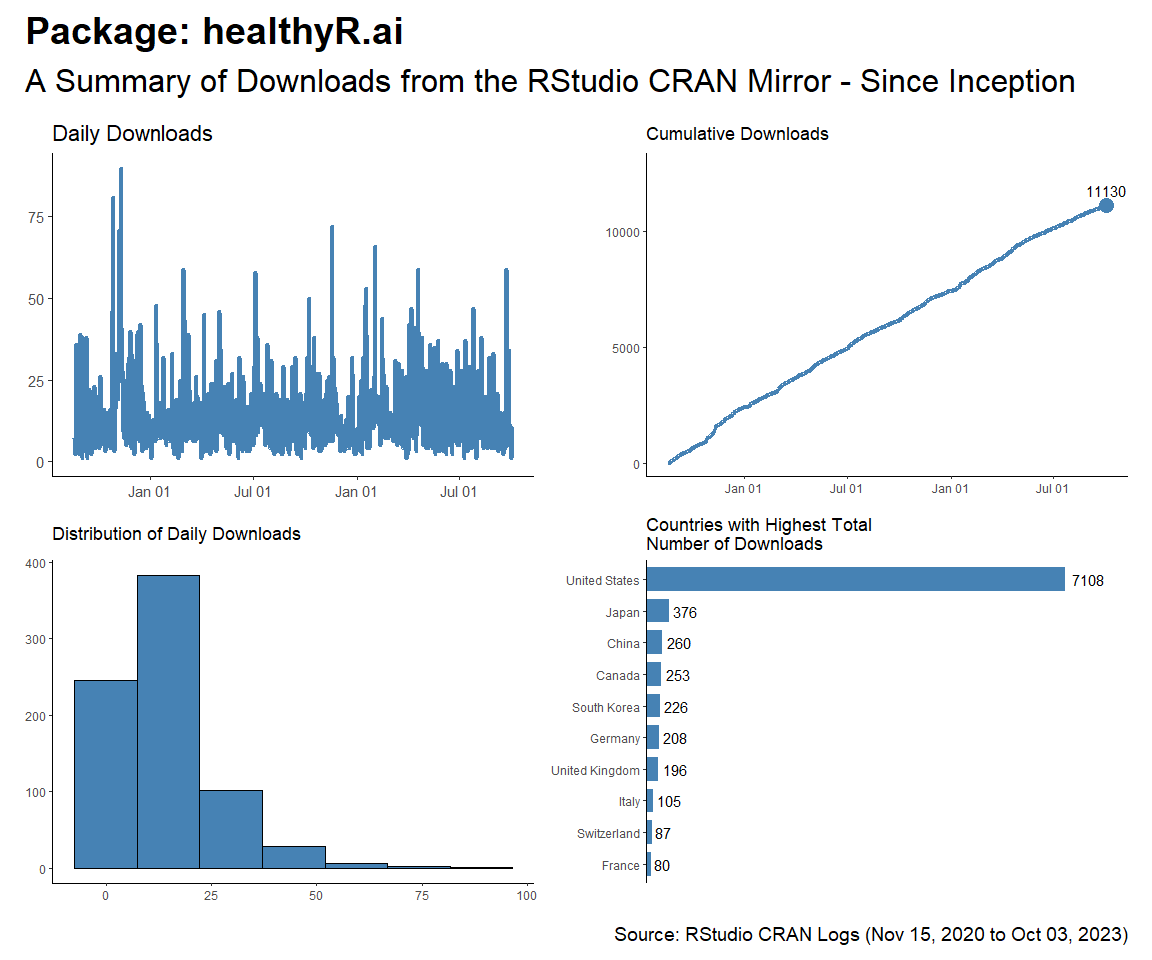 Package: healthyR.ai
A Summary of Downloads from the RStudio CRAN Mirror - Since Inception
Daily Downloads
75
50
25
0
Jan 01 Jul 01 Jan 01 Jul 01
Cumulative Downloads
11130
10000
5000
0
Jan 01 Jul 01 Jan 01 Jul 01
Distribution of Daily Downloads
400
300
200
100
0
0 25 50 75 100
Countries with Highest Total
Number of Downloads
United States 7108
Japan 376
China 260
Canada 253
South Korea 226
Germany 208
United Kingdom 196
Italy 105
Switzerland 87
France 80
Source: RStudio CRAN Logs (Nov 15, 2020 to Oct 03, 2023)